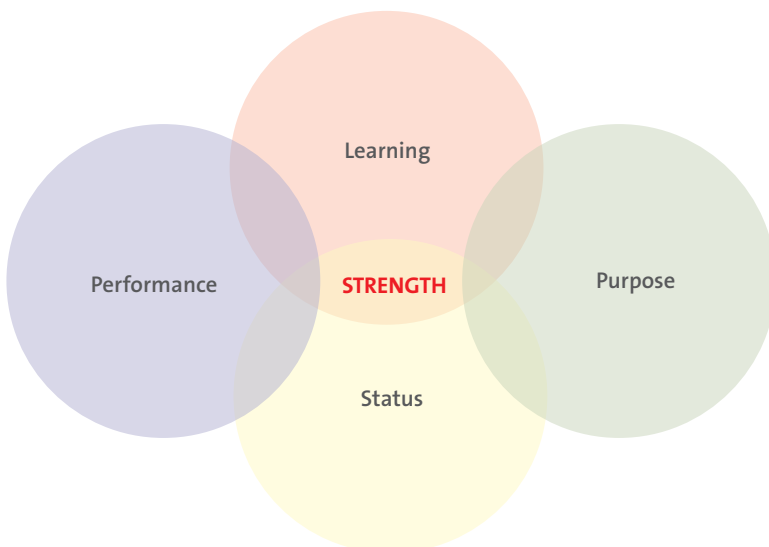 Learning
Performance
STRENGTH
Purpose
Status